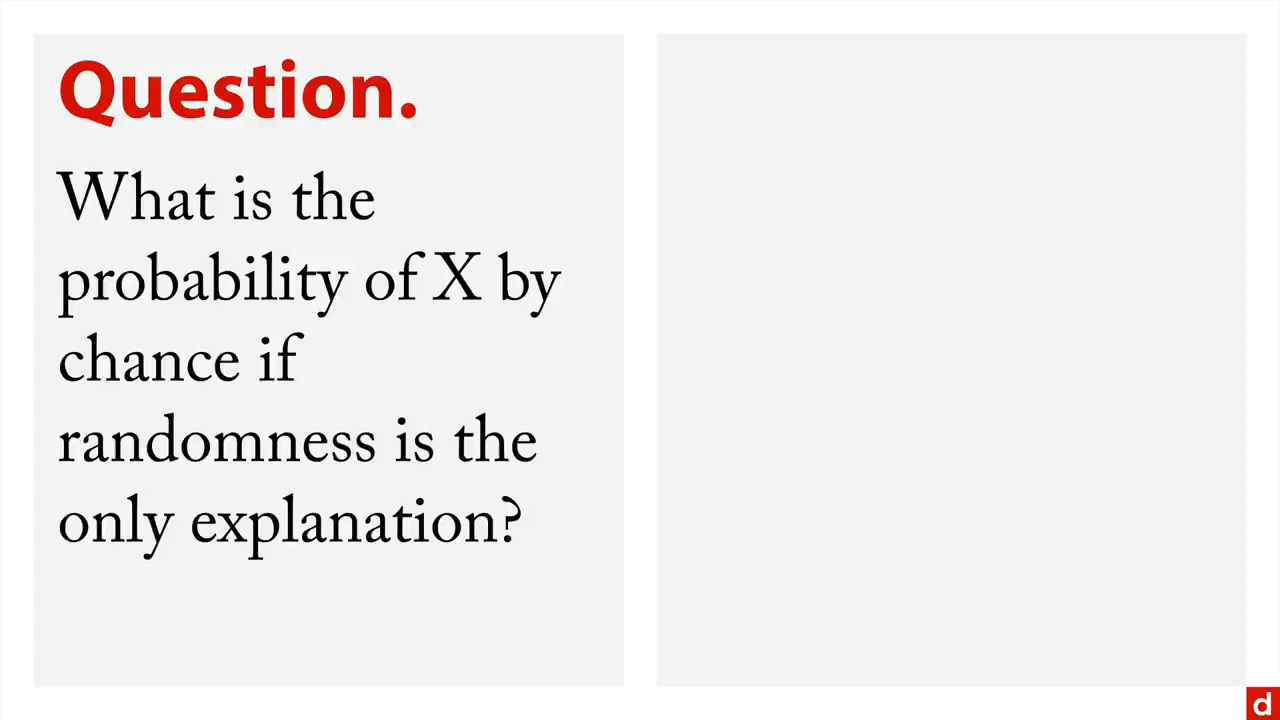 Question.
What is the
probability of X by
chance if
randomness is the
only explanation?
d